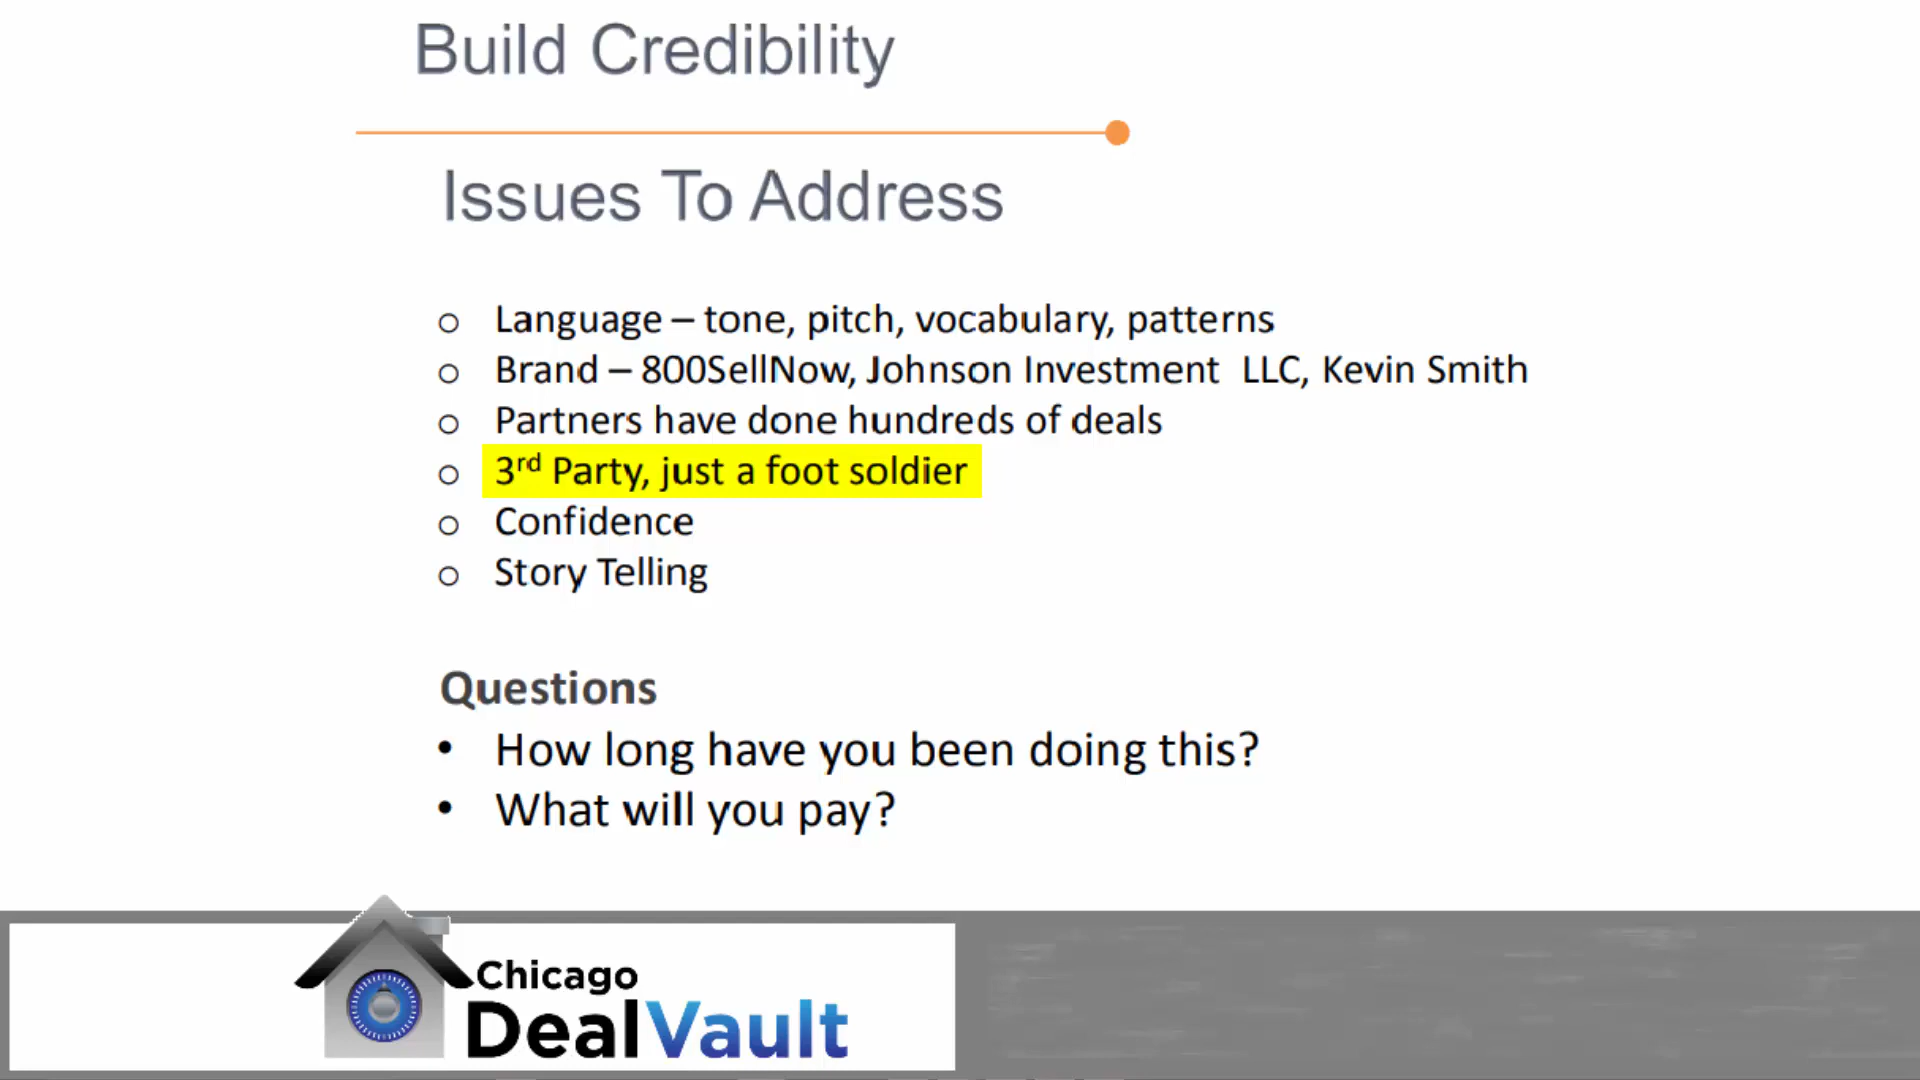 Build Credibility
Issues To Address
o Language – tone, pitch, vocabulary, patterns
o Brand – 800SellNow, Johnson Investment  LLC, Kevin Smith
o Partners have done hundreds of deals
o 3rd Party, just a foot soldier
o Confidence
o Story Telling
Questions
• How long have you been doing this?
• What will you pay?
Chicago
DealVault